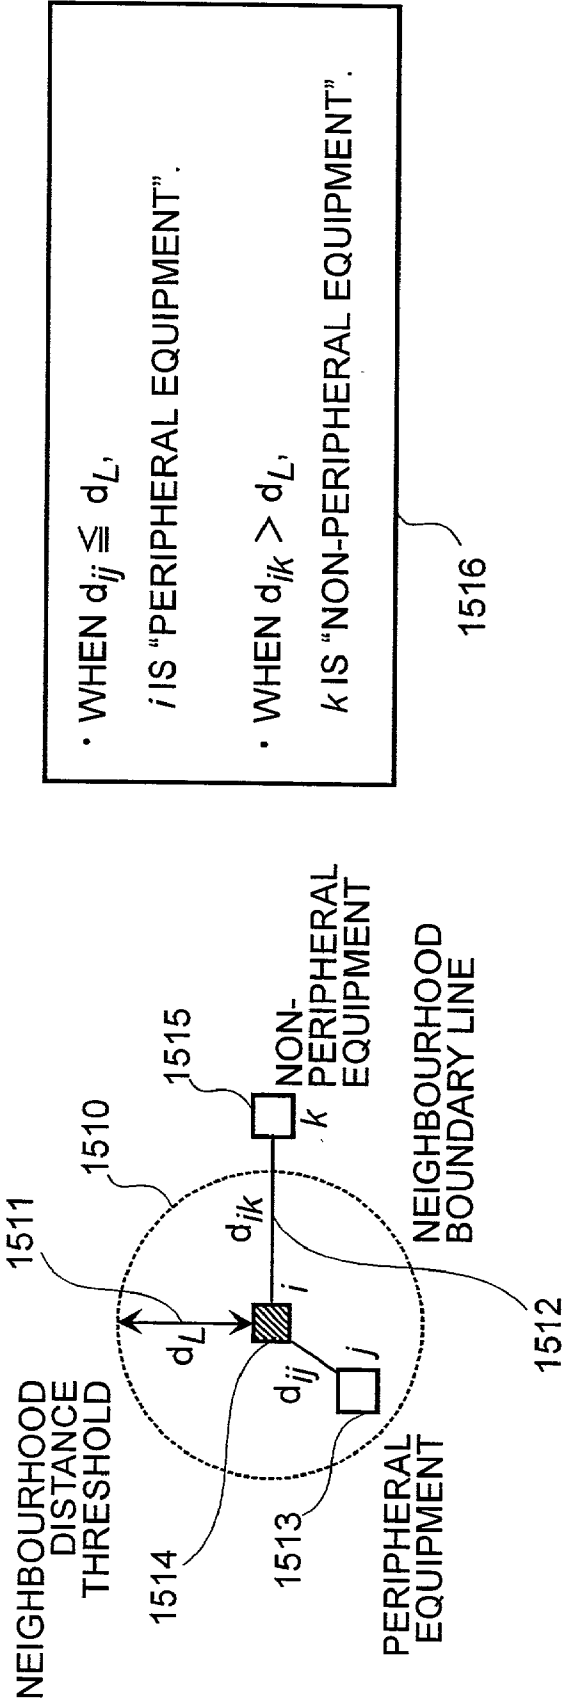 NEIGHBOURHOOD
DISTANCE
THRESHOLD
1511
1510
1515
1514
1513
d_L
d_ik
d_ij
i
j
k
NON-
PERIPHERAL
EQUIPMENT
PERIPHERAL
EQUIPMENT
1512
NEIGHBOURHOOD
BOUNDARY LINE
· WHEN d_ij ≦ d_L,
i IS “PERIPHERAL EQUIPMENT”.
· WHEN d_ik > d_L,
k IS “NON-PERIPHERAL EQUIPMENT”.
1516